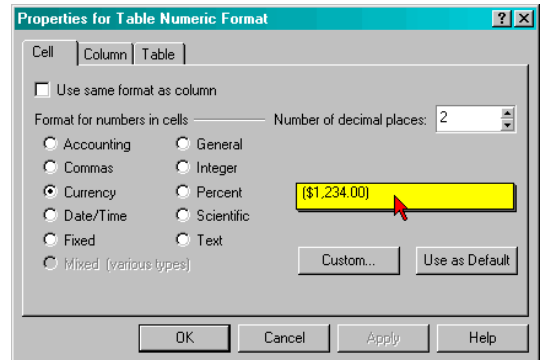 Properties for Table Numeric Format
Cell Column Table
Use same format as column
Format for numbers in cells Number of decimal places: 2
Accounting General
Commas Integer
Currency Percent ($1,234.00)
Date/Time Scientific
Fixed Text
Mixed (various types) Custom... Use as Default
OK Cancel Apply Help